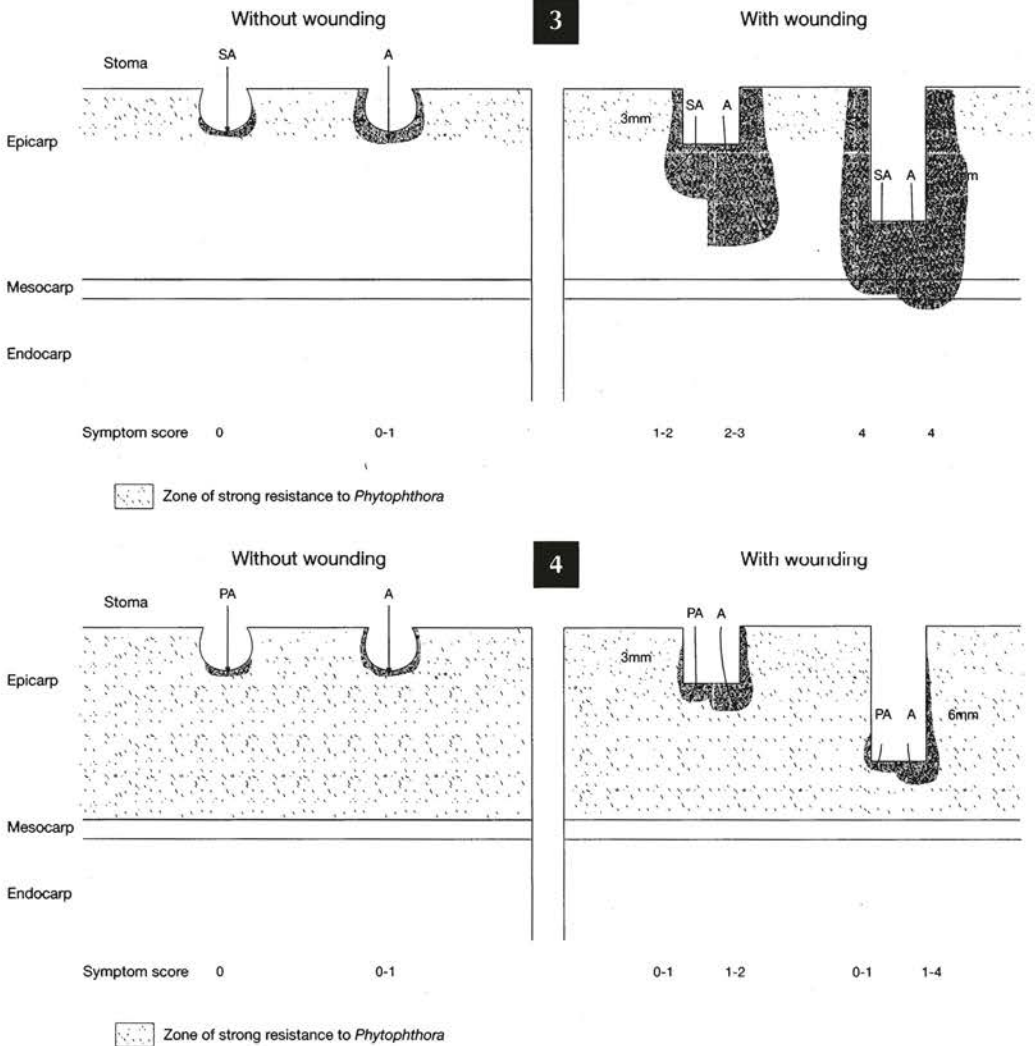 Without wounding 3 With wounding
SA A
Stoma
3mm SA A
Epicarp
SA A
Mesocarp
Endocarp
Symptom score 0 0-1 1-2 2-3 4 4
Zone of strong resistance to Phytophthora
Without wounding 4 With wounding
PA A PA A
Stoma
3mm
Epicarp
PA A 6mm
Mesocarp
Endocarp
Symptom score 0 0-1 0-1 1-2 0-1 1-4
Zone of strong resistance to Phytophthora